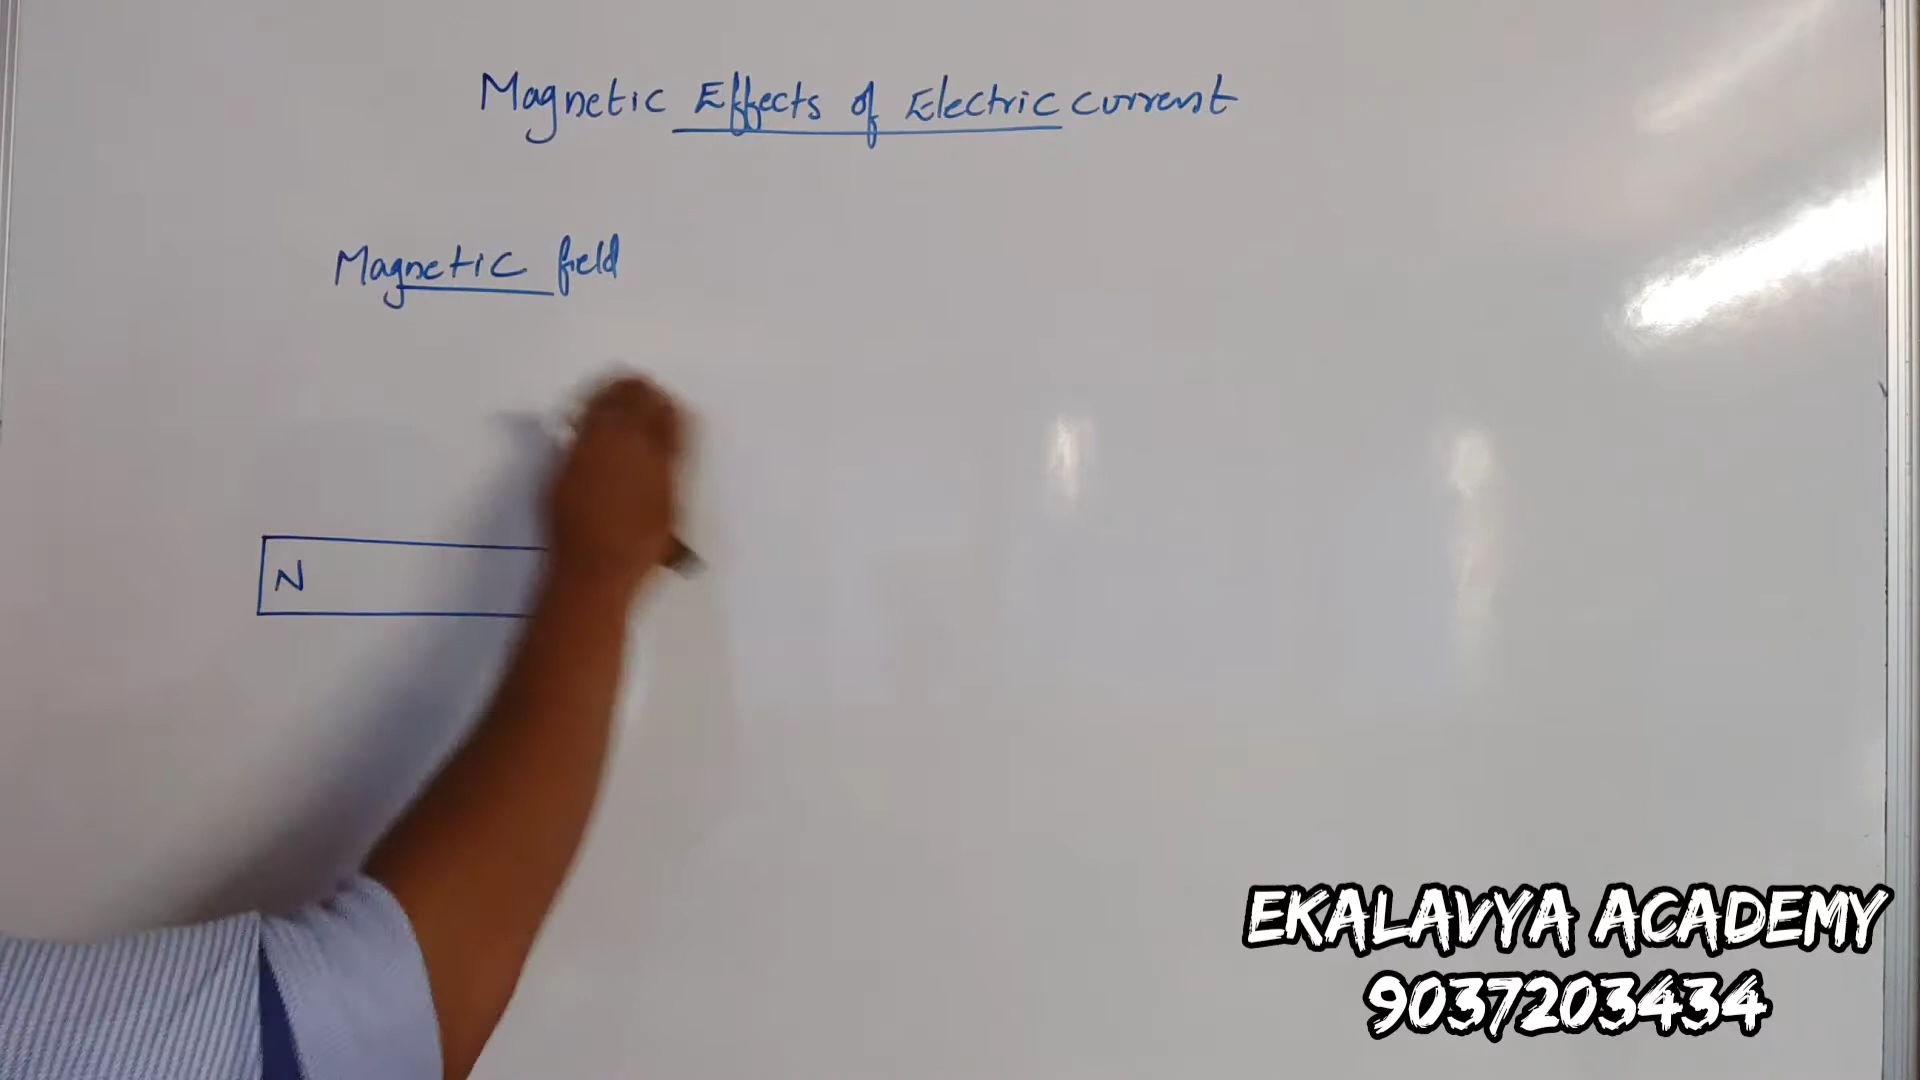 Magnetic Effects of Electric current
Magnetic field
N
EKALAVYA ACADEMY
9037203434